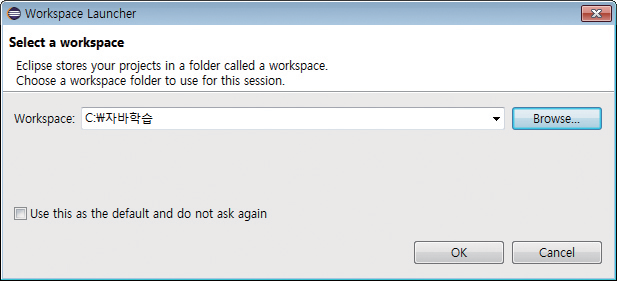 Workspace Launcher
Select a workspace
Eclipse stores your projects in a folder called a workspace.
Choose a workspace folder to use for this session.
Workspace: C:₩자바학습 Browse...
Use this as the default and do not ask again
OK Cancel